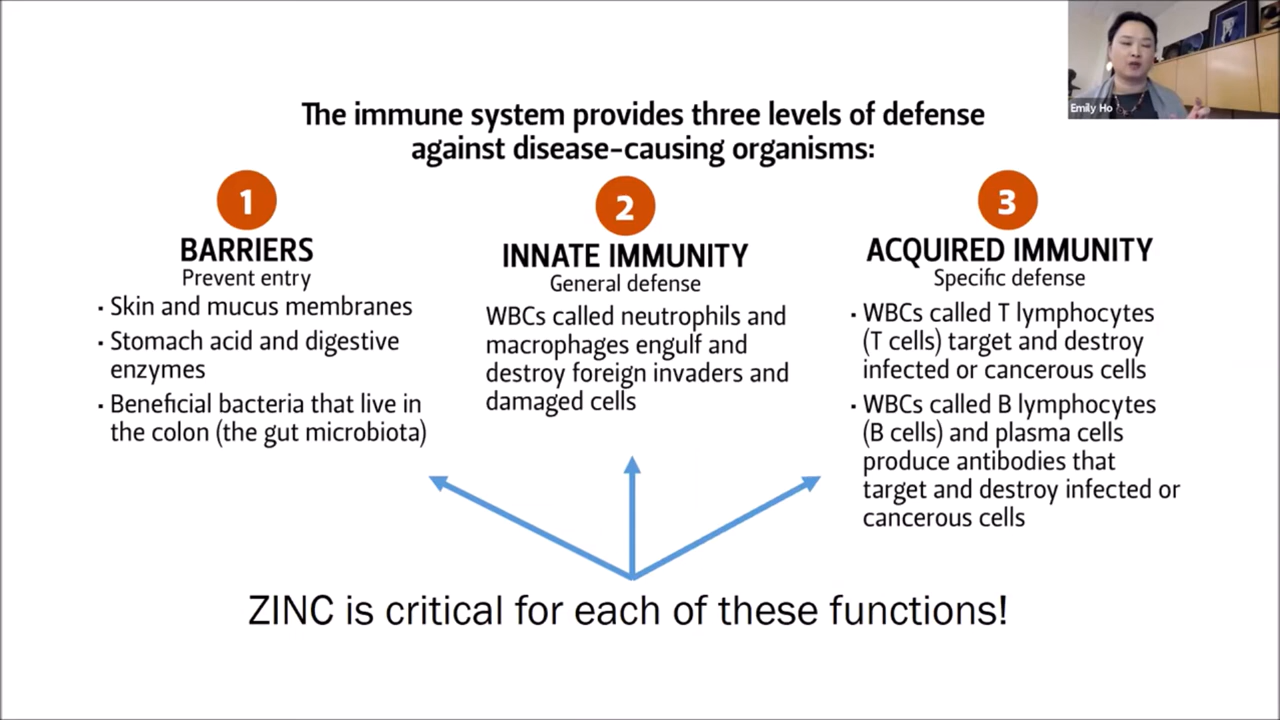 The immune system provides three levels of defense
against disease-causing organisms:
1
BARRIERS
Prevent entry
· Skin and mucus membranes
· Stomach acid and digestive
enzymes
· Beneficial bacteria that live in
the colon (the gut microbiota)
2
INNATE IMMUNITY
General defense
WBCs called neutrophils and
macrophages engulf and
destroy foreign invaders and
damaged cells
3
ACQUIRED IMMUNITY
Specific defense
· WBCs called T lymphocytes
(T cells) target and destroy
infected or cancerous cells
· WBCs called B lymphocytes
(B cells) and plasma cells
produce antibodies that
target and destroy infected or
cancerous cells
ZINC is critical for each of these functions!
Emily Ho